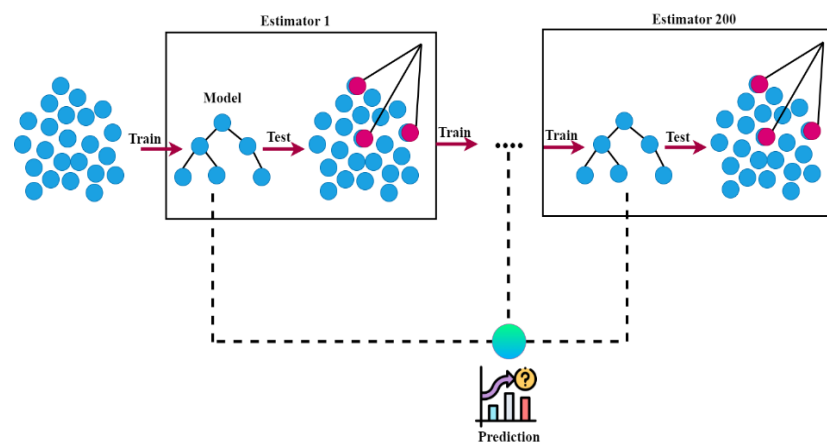 Estimator 1
Estimator 200
Model
Train
Test
Train
....
Train
Test
?
Prediction